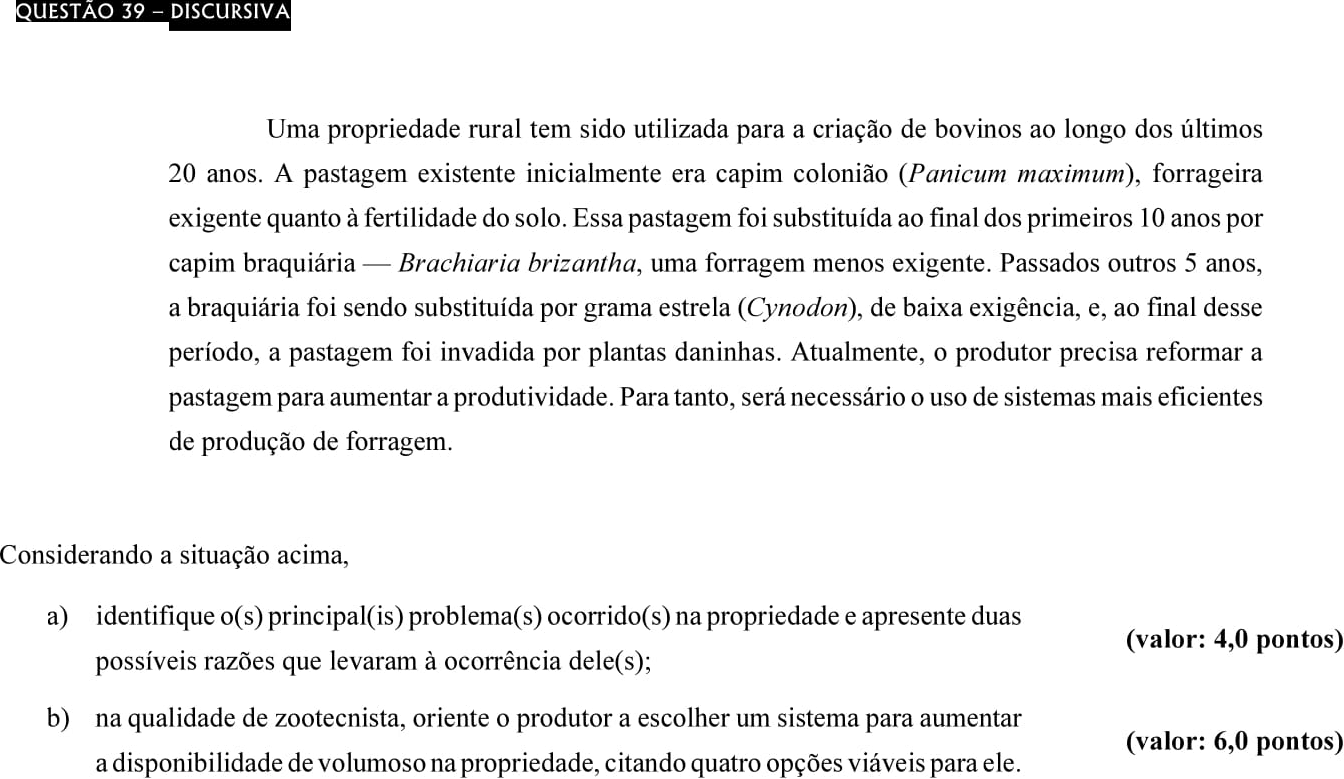 QUESTÃO 39 – DISCURSIVA
Uma propriedade rural tem sido utilizada para a criação de bovinos ao longo dos últimos
20 anos. A pastagem existente inicialmente era capim colonião (Panicum maximum), forrageira
exigente quanto à fertilidade do solo. Essa pastagem foi substituída ao final dos primeiros 10 anos por
capim braquiária — Brachiaria brizantha, uma forragem menos exigente. Passados outros 5 anos,
a braquiária foi sendo substituída por grama estrela (Cynodon), de baixa exigência, e, ao final desse
período, a pastagem foi invadida por plantas daninhas. Atualmente, o produtor precisa reformar a
pastagem para aumentar a produtividade. Para tanto, será necessário o uso de sistemas mais eficientes
de produção de forragem.
Considerando a situação acima,
a) identifique o(s) principal(is) problema(s) ocorrido(s) na propriedade e apresente duas
possíveis razões que levaram à ocorrência dele(s);
(valor: 4,0 pontos)
b) na qualidade de zootecnista, oriente o produtor a escolher um sistema para aumentar
a disponibilidade de volumoso na propriedade, citando quatro opções viáveis para ele.
(valor: 6,0 pontos)